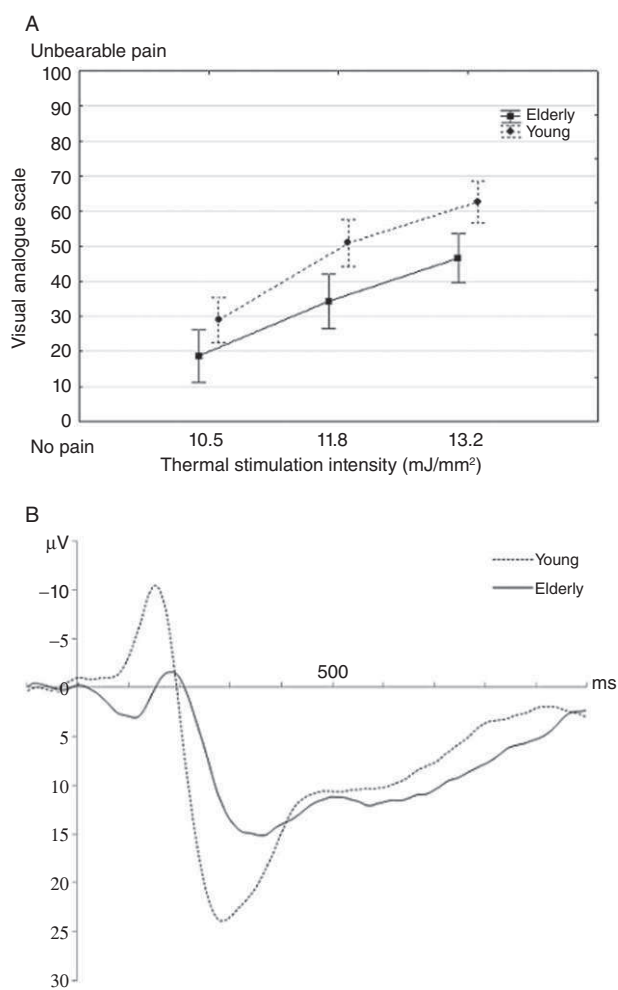 A
Unbearable pain
100
90
80
70
60
50
40
30
20
10
0
Visual analogue scale
Elderly
Young
No pain
10.5 11.8 13.2
Thermal stimulation intensity (mJ/mm²)
B
µV
−10
−5
0
5
10
15
20
25
30
Young
Elderly
500
ms